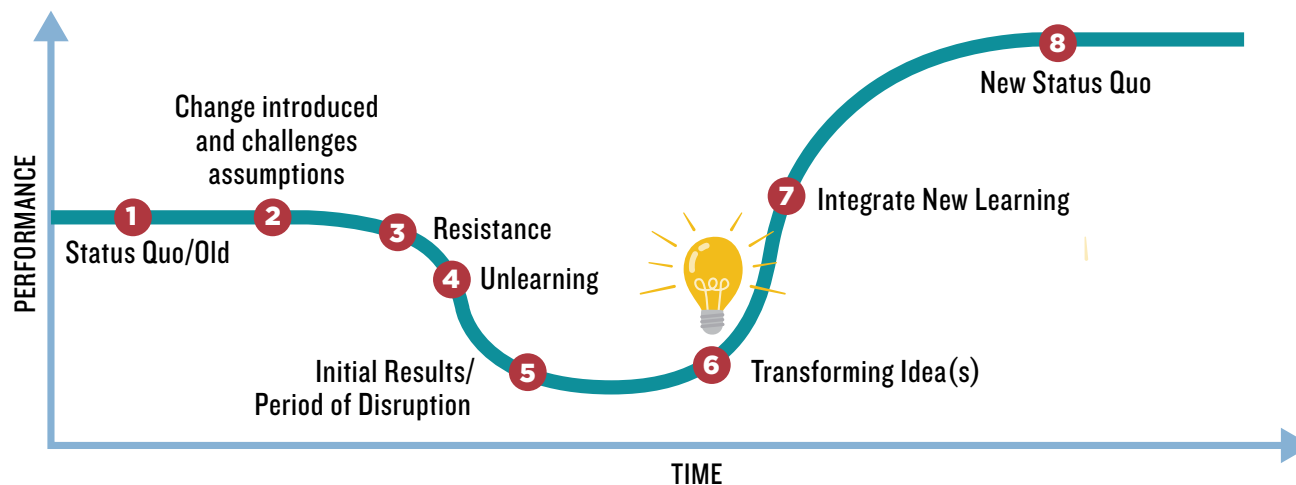 PERFORMANCE
1
Status Quo/Old
Change introduced
and challenges
assumptions
2
3
Resistance
4
Unlearning
Initial Results/
Period of Disruption
5
6
Transforming Idea(s)
7
Integrate New Learning
8
New Status Quo
TIME